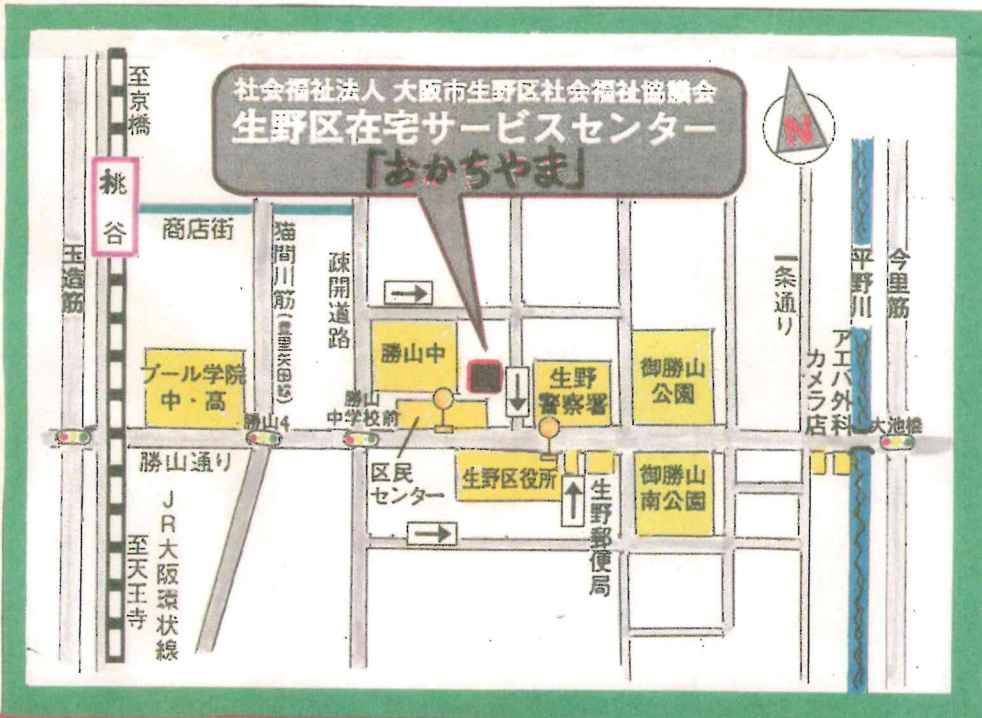 社会福祉法人 大阪市生野区社会福祉協議会
生野区在宅サービスセンター
「おかちやま」
N
至京橋
桃谷
商店街
玉造筋
猫間川筋(豊里矢田線)
疎開道路
一条通り
平野川
今里筋
プール学院
中・高
勝山中
生野
警察署
御勝山
公園
カメラ店
アエバ外科
勝山4
勝山
中学校前
大池橋
勝山通り
区民
センター
生野区役所
生野郵便局
御勝山
南公園
JR大阪環状線
至天王寺